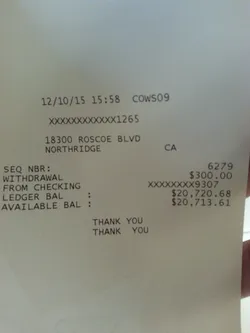 12/10/15 15:58 COWS09
XXXXXXXXXXXX1265
18300 ROSCOE BLVD
NORTHRIDGE CA
SEQ NBR: 6279
WITHDRAWAL $300.00
FROM CHECKING XXXXXXXX9307
LEDGER BAL : $20,720.68
AVAILABLE BAL : $20,713.61
THANK YOU
THANK YOU